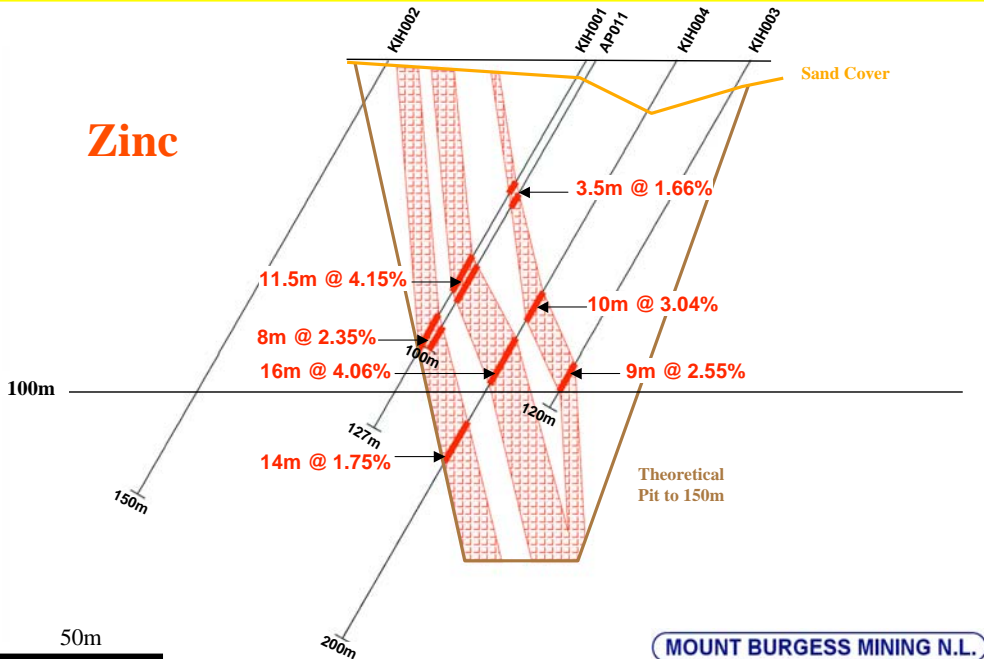 KIH002
KIH001
AP011
KIH004
KIH003
Sand Cover
Zinc
3.5m @ 1.66%
11.5m @ 4.15%
10m @ 3.04%
8m @ 2.35%
100m
16m @ 4.06%
9m @ 2.55%
100m
120m
127m
14m @ 1.75%
Theoretical
Pit to 150m
150m
50m
200m
MOUNT BURGESS MINING N.L.